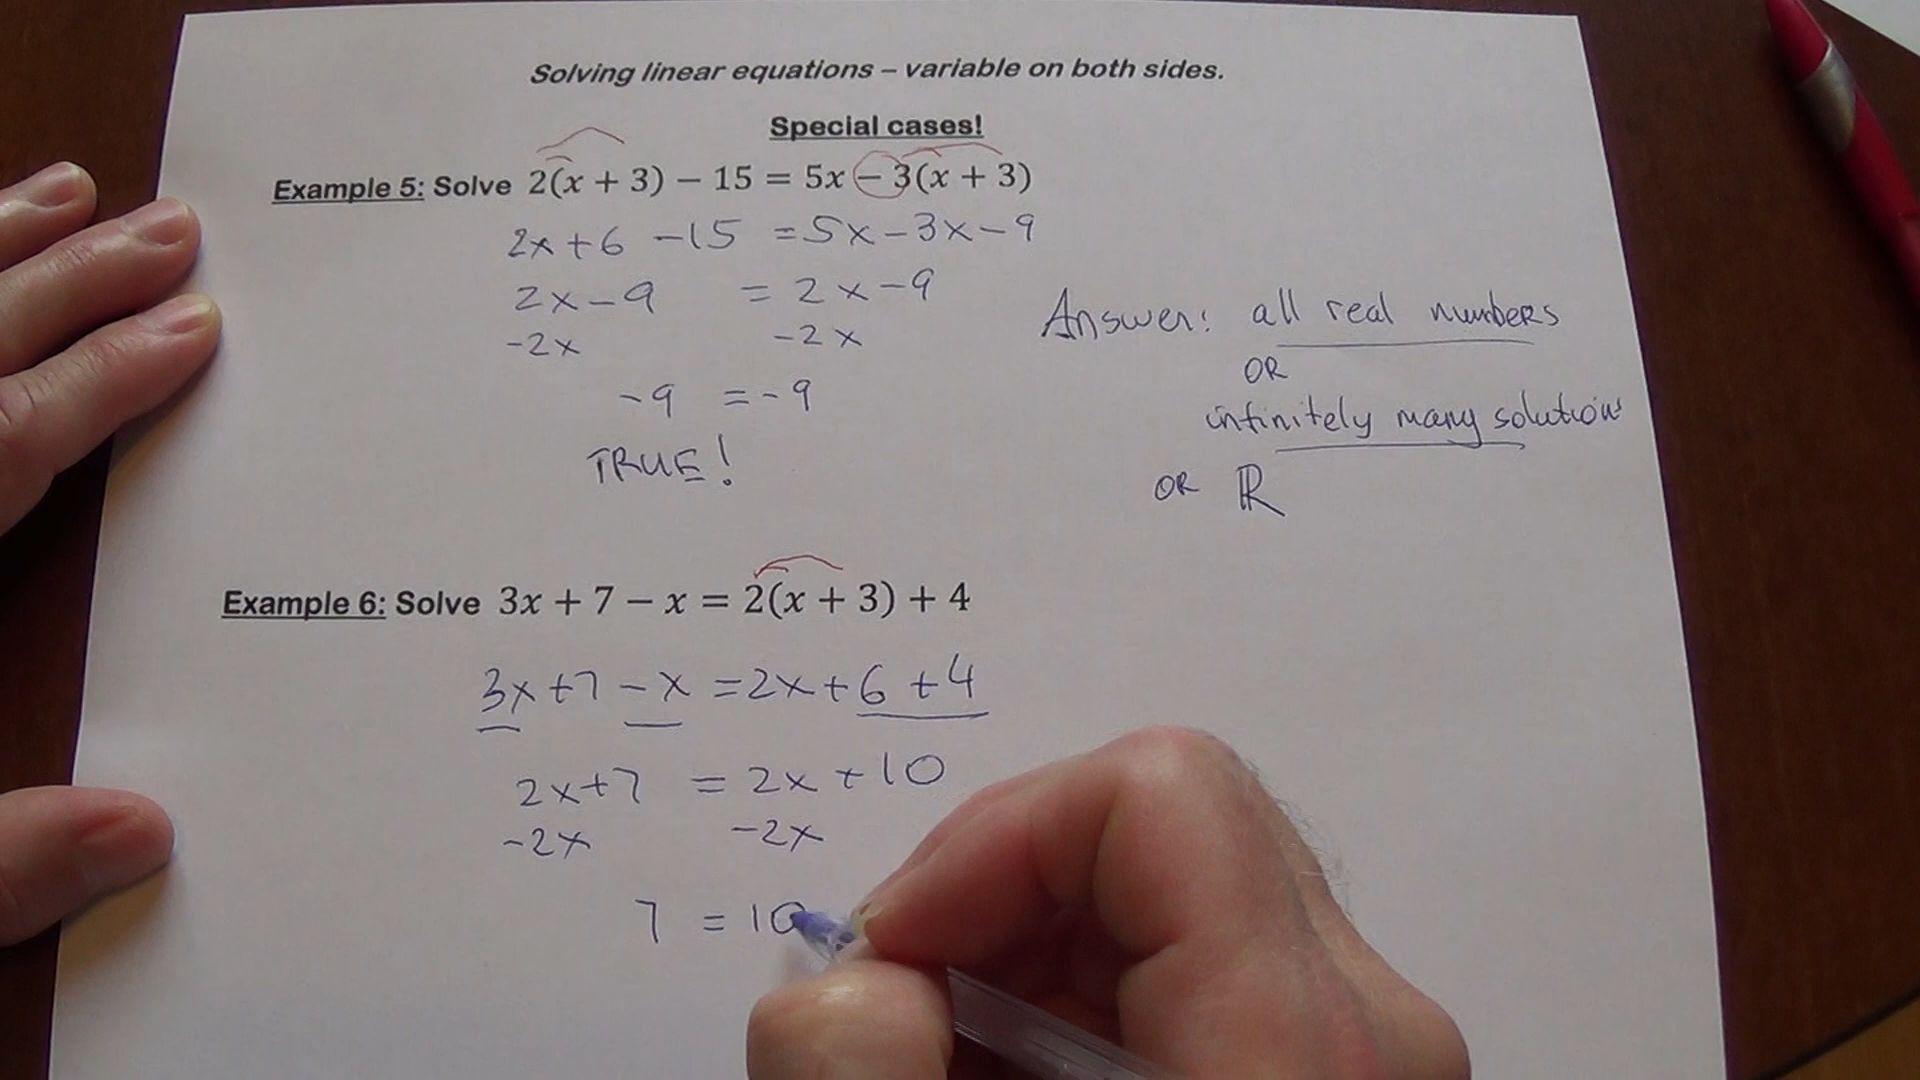 Solving linear equations – variable on both sides.
Special cases!
Example 5: Solve 2(x + 3) − 15 = 5x − 3(x + 3)
2x+6 -15 =5x-3x-9
2x-9 = 2x-9
-2x -2x
-9 = -9
TRUE!
Answer: all real numbers
OR
infinitely many solutions
OR ℝ
Example 6: Solve 3x + 7 − x = 2(x + 3) + 4
3x+7 -x =2x+6 +4
2x+7 = 2x+10
-2x -2x
7 = 10